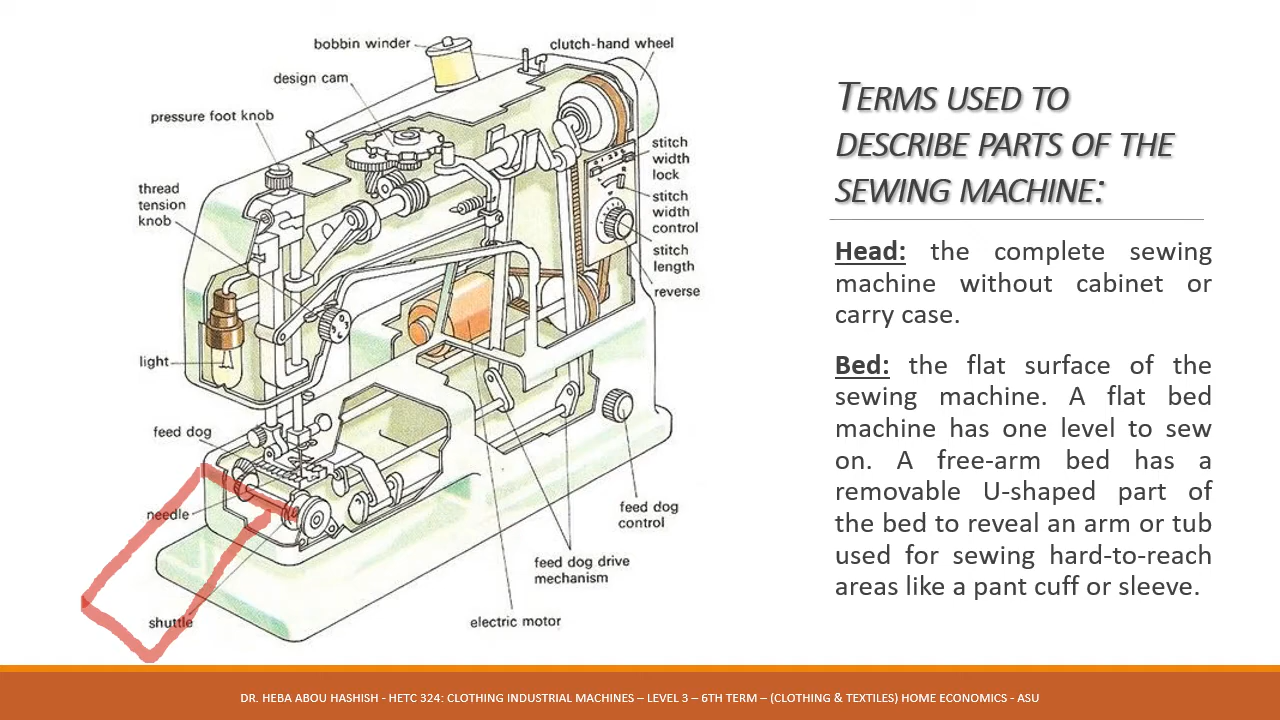 bobbin winder
clutch-hand wheel
design cam
pressure foot knob
stitch
width
lock
thread
tension
knob
stitch
width
control
stitch
length
reverse
light
feed dog
needle
feed dog
control
feed dog drive
mechanism
shuttle
electric motor
TERMS USED TO
DESCRIBE PARTS OF THE
SEWING MACHINE:
Head: the complete sewing
machine without cabinet or
carry case.
Bed: the flat surface of the
sewing machine. A flat bed
machine has one level to sew
on. A free-arm bed has a
removable U-shaped part of
the bed to reveal an arm or tub
used for sewing hard-to-reach
areas like a pant cuff or sleeve.
DR. HEBA ABOU HASHISH - HETC 324: CLOTHING INDUSTRIAL MACHINES – LEVEL 3 – 6TH TERM – (CLOTHING & TEXTILES) HOME ECONOMICS - ASU